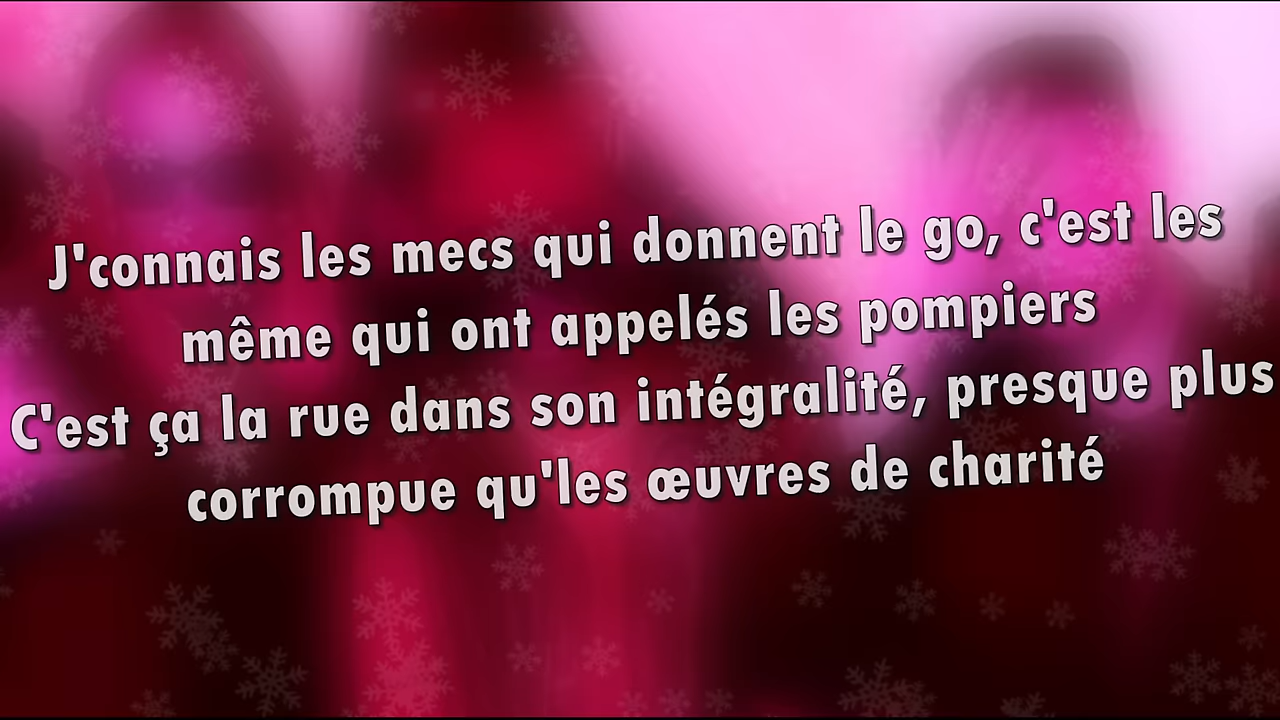 J'connais les mecs qui donnent le go, c'est les
même qui ont appelés les pompiers
C'est ça la rue dans son intégralité, presque plus
corrompue qu'les œuvres de charité